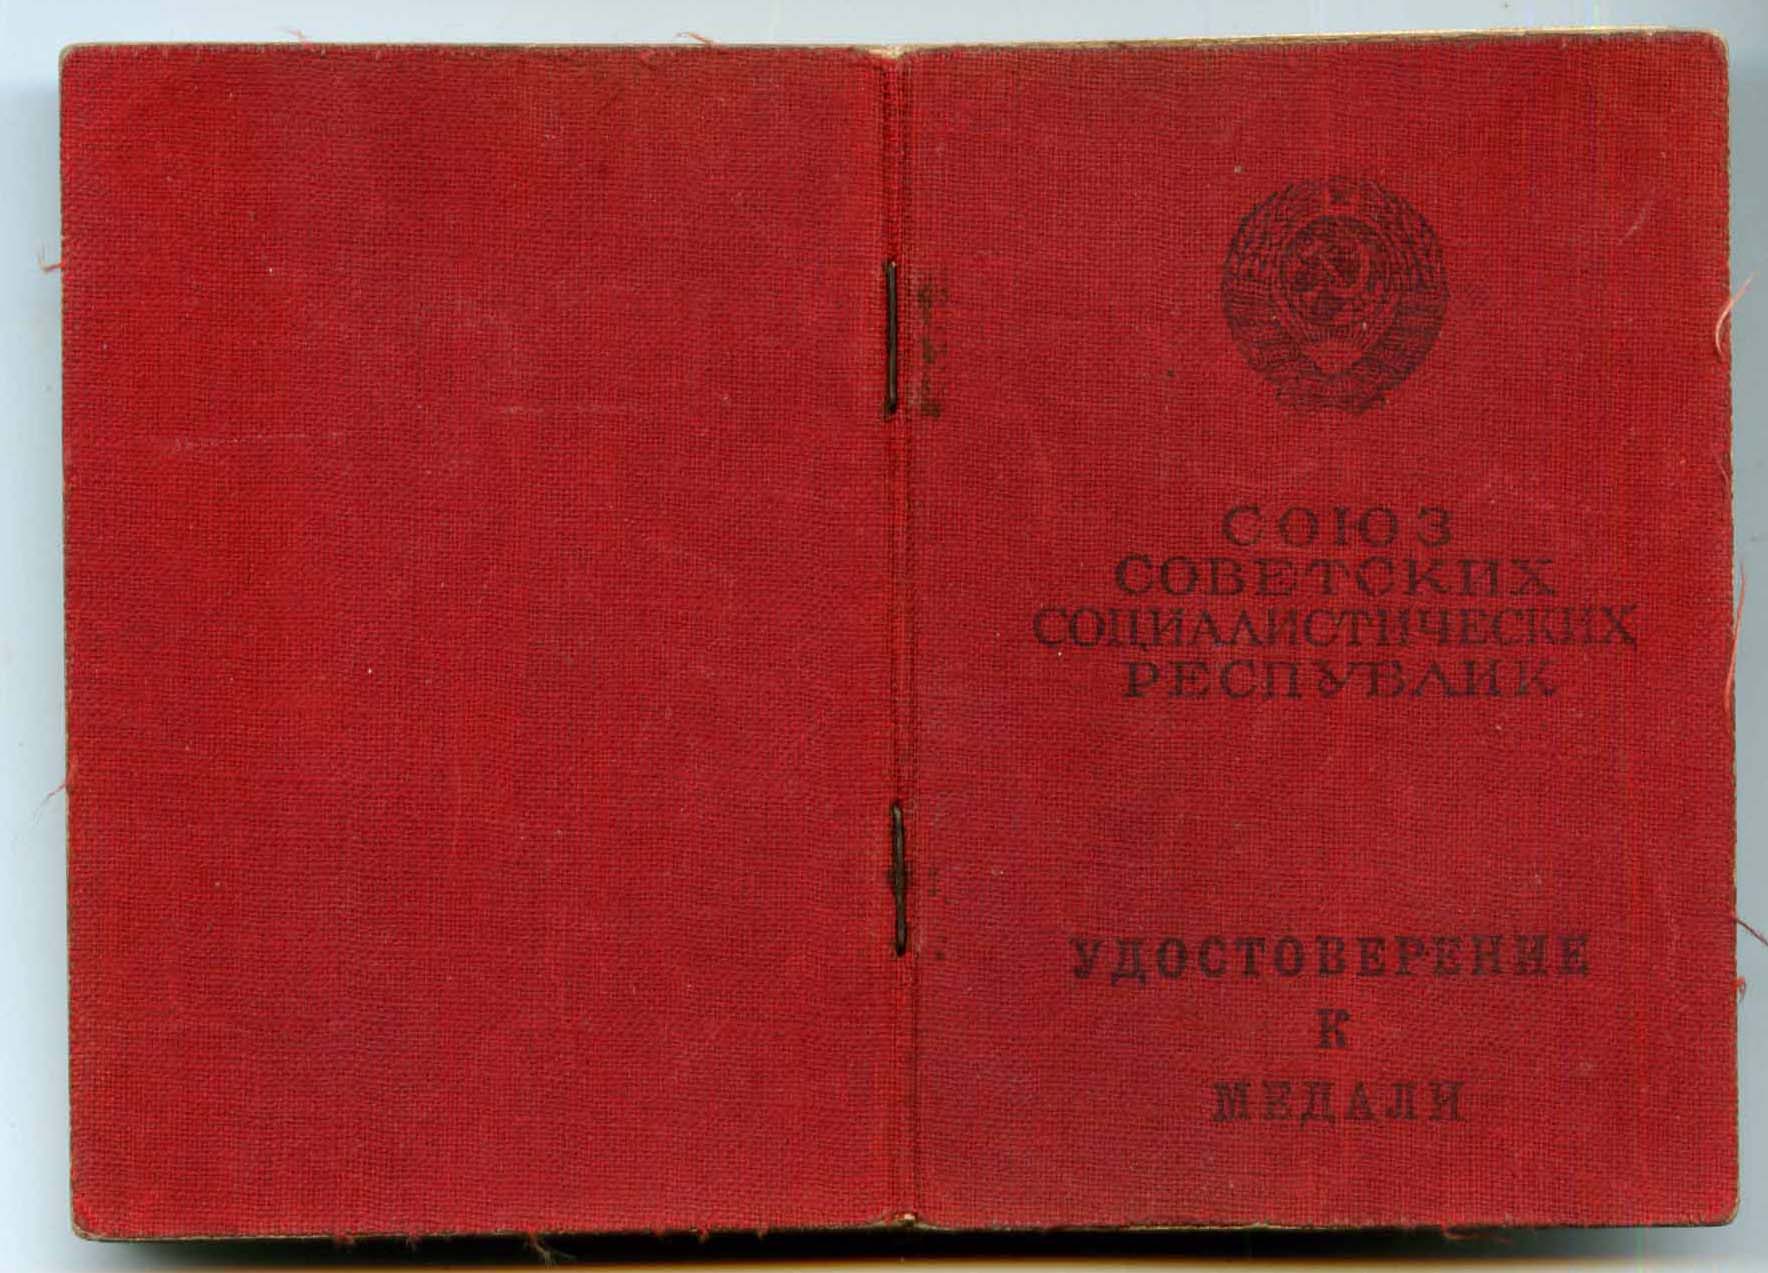 СОЮЗ
СОВЕТСКИХ
СОЦИАЛИСТИЧЕСКИХ
РЕСПУБЛИК
УДОСТОВЕРЕНИЕ
К
МЕДАЛИ